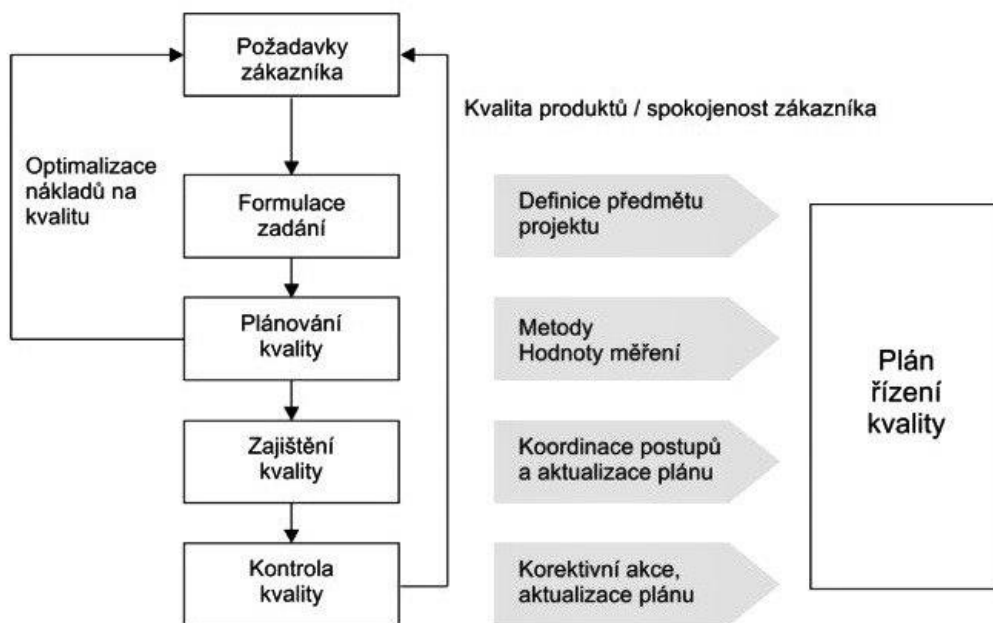 Požadavky
zákazníka
Kvalita produktů / spokojenost zákazníka
Optimalizace
nákladů na
kvalitu
Formulace
zadání
Definice předmětu
projektu
Plánování
kvality
Metody
Hodnoty měření
Plán
řízení
kvality
Zajištění
kvality
Koordinace postupů
a aktualizace plánu
Kontrola
kvality
Korektivní akce,
aktualizace plánu